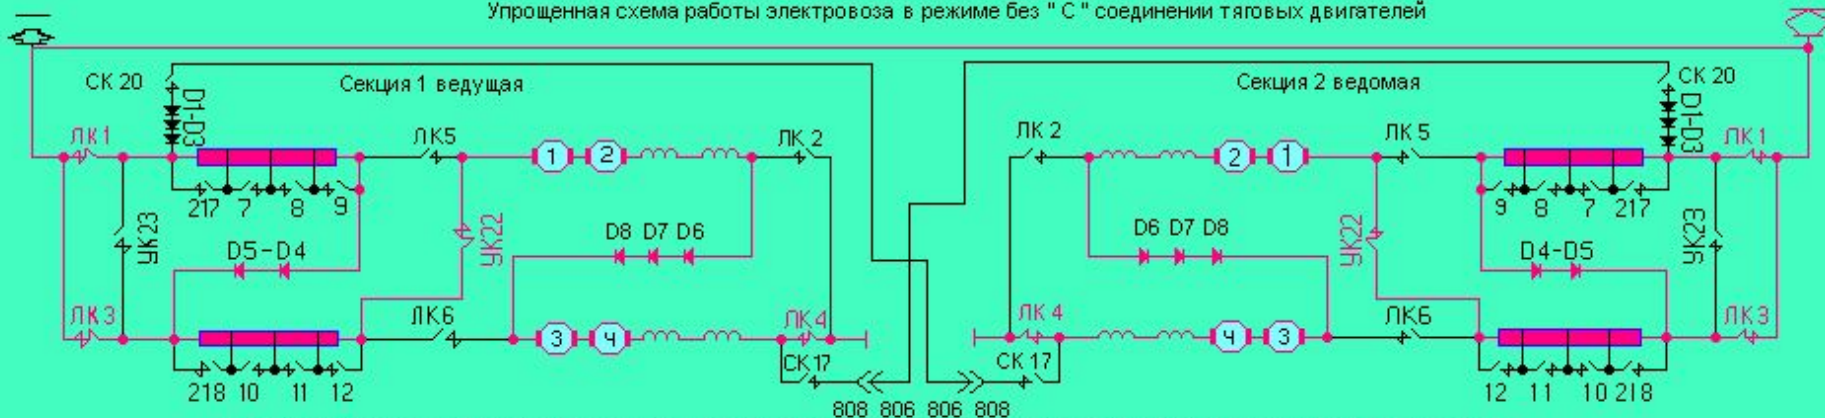 Упрощенная схема работы электровоза в режиме без " С " соединении тяговых двигателей
СК 20 Секция 1 ведущая Секция 2 ведомая СК 20
D1-D3 D1-D3
ЛК1 ЛК5 1 2 ЛК 2 ЛК 2 2 1 ЛК 5 ЛК1
217 7 8 9 9 8 7 217
УК23 УК22 УК22 УК23
D5-D4 D8 D7 D6 D6 D7 D8 D4-D5
ЛК3 ЛК6 3 4 ЛК4 ЛК 4 4 3 ЛК6 ЛК3
СК17 СК 17
218 10 11 12 12 11 10 218
808 806 806 808